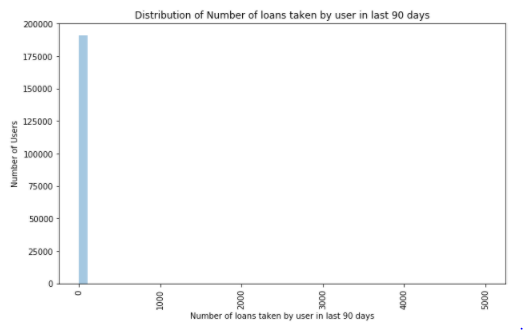 Distribution of Number of loans taken by user in last 90 days
200000
175000
150000
125000
100000
75000
50000
25000
0
Number of Users
0 1000 2000 3000 4000 5000
Number of loans taken by user in last 90 days